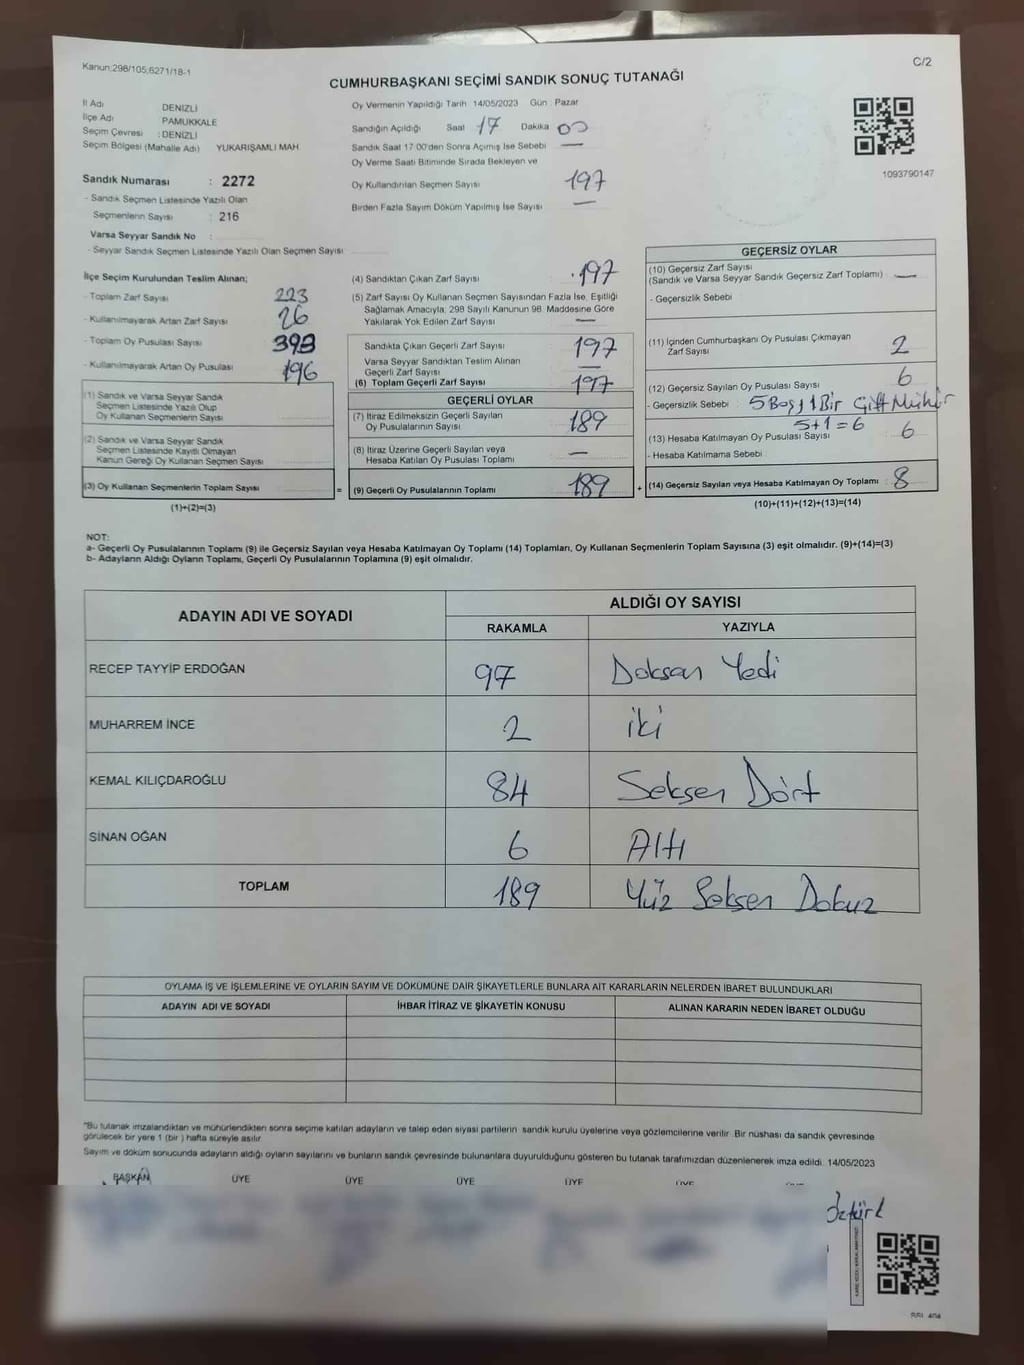 Kanun:298/105;6271/18-1
C/2
CUMHURBAŞKANI SEÇİMİ SANDIK SONUÇ TUTANAĞI
İl Adı DENİZLİ
İlçe Adı PAMUKKALE
Seçim Çevresi : DENİZLİ
Seçim Bölgesi (Mahalle Adı) YUKARIŞAMLI MAH
Sandık Numarası : 2272
- Sandık Seçmen Listesinde Yazılı Olan
Seçmenlerin Sayısı : 216
Varsa Seyyar Sandık No :
- Seyyar Sandık Seçmen Listesinde Yazılı Olan Seçmen Sayısı
Oy Vermenin Yapıldığı Tarih 14/05/2023 Gün Pazar
Sandığın Açıldığı Saat 17 Dakika 00
Sandık Saat 17:00'den Sonra Açımış İse Sebebi —
Oy Verme Saati Bitiminde Sırada Bekleyen ve
Oy Kullandırılan Seçmen Sayısı 197
Birden Fazla Sayım Döküm Yapılmış İse Sayısı —
1093790147
İlçe Seçim Kurulundan Teslim Alınan;
- Toplam Zarf Sayısı 223
- Kullanılmayarak Artan Zarf Sayısı 26
- Toplam Oy Pusulası Sayısı 393
- Kullanılmayarak Artan Oy Pusulası 196
(1) Sandık ve Varsa Seyyar Sandık
Seçmen Listesinde Yazılı Olup
Oy Kullanan Seçmenlerin Sayısı
(2) Sandık ve Varsa Seyyar Sandık
Seçmen Listesinde Kayıtlı Olmayan
Kanun Gereği Oy Kullanan Seçmen Sayısı
(3) Oy Kullanan Seçmenlerin Toplam Sayısı =
(1)+(2)=(3)
(4) Sandıktan Çıkan Zarf Sayısı 197
(5) Zarf Sayısı Oy Kullanan Seçmen Sayısından Fazla İse, Eşitliği
Sağlamak Amacıyla; 298 Sayılı Kanunun 98. Maddesine Göre
Yakılarak Yok Edilen Zarf Sayısı —
Sandıkta Çıkan Geçerli Zarf Sayısı 197
Varsa Seyyar Sandıktan Teslim Alınan
Geçerli Zarf Sayısı —
(6) Toplam Geçerli Zarf Sayısı 197
GEÇERLİ OYLAR
(7) İtiraz Edilmeksizin Geçerli Sayılan
Oy Pusulalarının Sayısı 189
(8) İtiraz Üzerine Geçerli Sayılan veya
Hesaba Katılan Oy Pusulası Toplamı —
(9) Geçerli Oy Pusulalarının Toplamı 189 +
GEÇERSİZ OYLAR
(10) Geçersiz Zarf Sayısı
(Sandık ve Varsa Seyyar Sandık Geçersiz Zarf Toplamı) —
- Geçersizlik Sebebi
(11) İçinden Cumhurbaşkanı Oy Pusulası Çıkmayan
Zarf Sayısı 2
(12) Geçersiz Sayılan Oy Pusulası Sayısı 6
- Geçersizlik Sebebi : 5 Boş, 1 Bir Çift Mühür
5+1=6
(13) Hesaba Katılmayan Oy Pusulası Sayısı 6
- Hesaba Katılmama Sebebi
(14) Geçersiz Sayılan veya Hesaba Katılmayan Oy Toplamı : 8
(10)+(11)+(12)+(13)=(14)
NOT:
a- Geçerli Oy Pusulalarının Toplamı (9) ile Geçersiz Sayılan veya Hesaba Katılmayan Oy Toplamı (14) Toplamları, Oy Kullanan Seçmenlerin Toplam Sayısına (3) eşit olmalıdır. (9)+(14)=(3)
b- Adayların Aldığı Oyların Toplamı, Geçerli Oy Pusulalarının Toplamına (9) eşit olmalıdır.
ADAYIN ADI VE SOYADI ALDIĞI OY SAYISI
RAKAMLA YAZIYLA
RECEP TAYYİP ERDOĞAN 97 Doksan Yedi
MUHARREM İNCE 2 iki
KEMAL KILIÇDAROĞLU 84 Seksen Dört
SİNAN OĞAN 6 Altı
TOPLAM 189 Yüz Seksen Dokuz
OYLAMA İŞ VE İŞLEMLERİNE VE OYLARIN SAYIM VE DÖKÜMÜNE DAİR ŞİKAYETLERLE BUNLARA AİT KARARLARIN NELERDEN İBARET BULUNDUKLARI
ADAYIN ADI VE SOYADI İHBAR İTİRAZ VE ŞİKAYETİN KONUSU ALINAN KARARIN NEDEN İBARET OLDUĞU
"Bu tutanak imzalandıktan ve mühürlendikten sonra seçime katılan adayların ve talep eden siyasi partilerin sandık kurulu üyelerine veya gözlemcilerine verilir. Bir nüshası da sandık çevresinde
görülecek bir yere 1 (bir ) hafta süreyle asılır.
Sayım ve döküm sonucunda adayların aldığı oyların sayılarını ve bunların sandık çevresinde bulunanlara duyurulduğunu gösteren bu tutanak tarafımızdan düzenlenerek imza edildi. 14/05/2023
BAŞKAN ÜYE ÜYE ÜYE ÜYE ÜYE
Öztürk